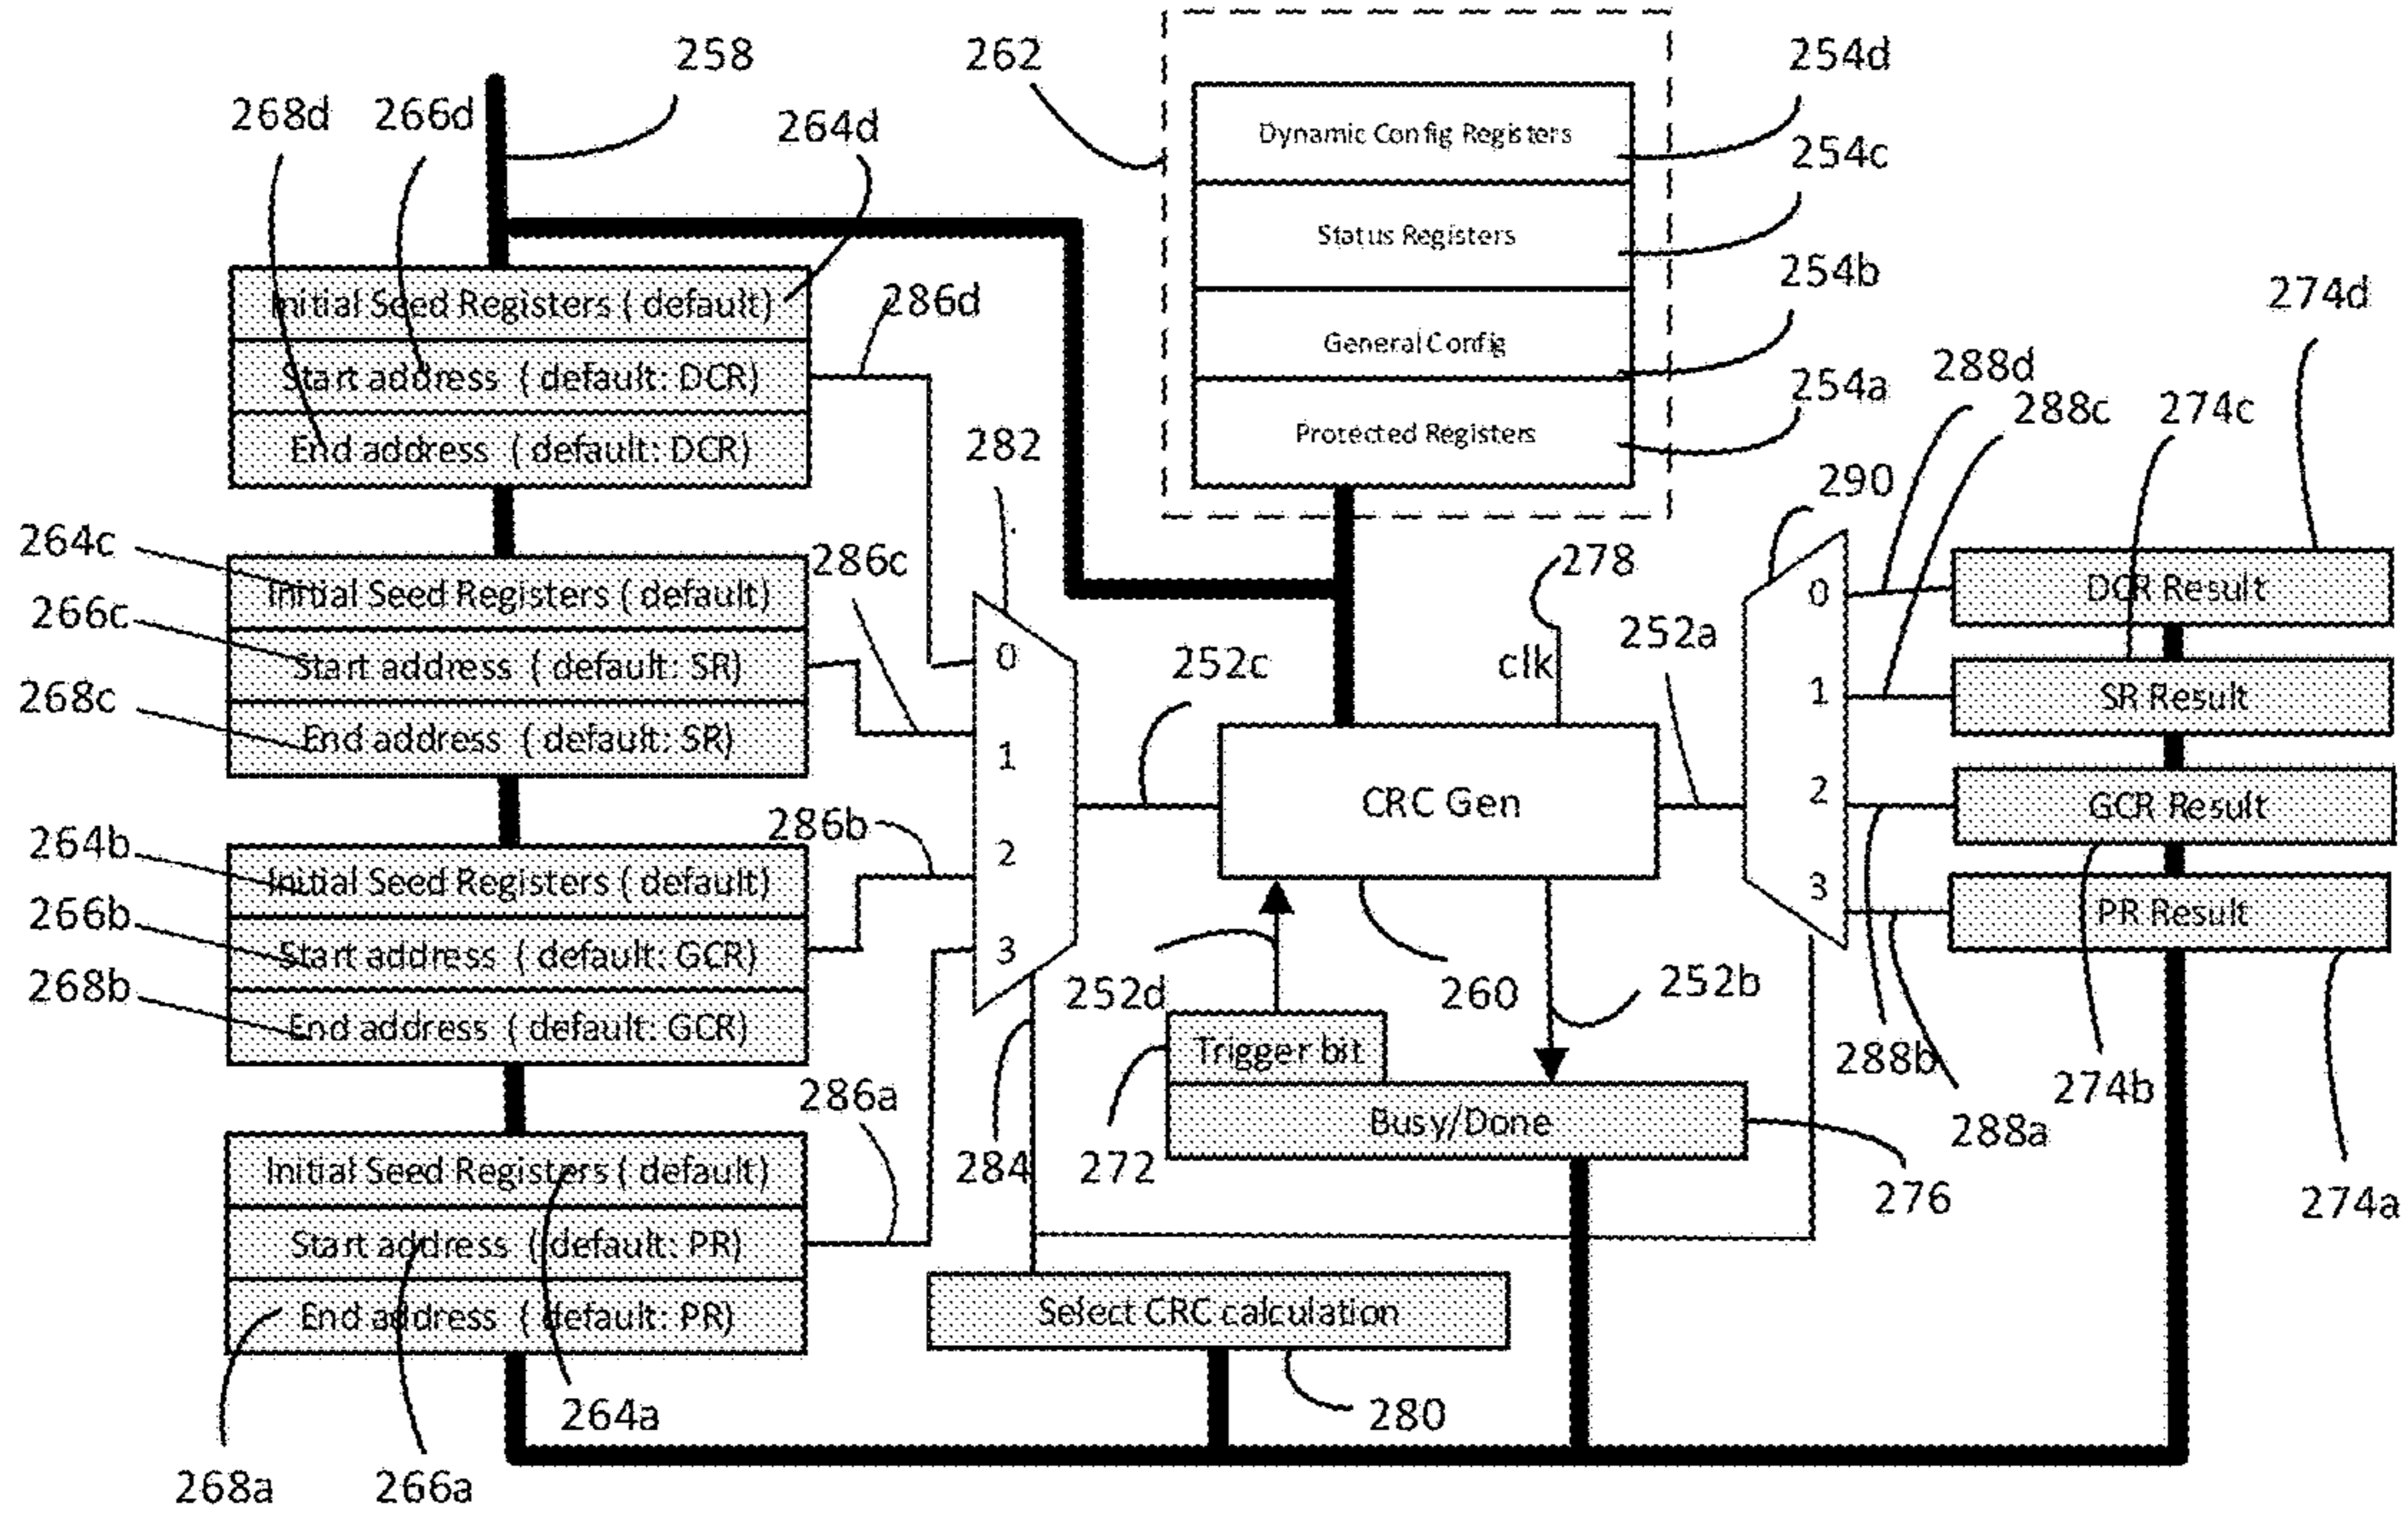 258
262
254d
268d
266d
264d
Dynamic Config Registers
254c
Status Registers
254b
General Config
254a
Protected Registers
Initial Seed Registers ( default)
286d
Start address ( default: DCR)
End address ( default: DCR)
282
274d
288d
288c
274c
290
264c
286c
278
Initial Seed Registers ( default)
266c
Start address ( default: SR)
268c
End address ( default: SR)
0
1
2
3
252c
clk
252a
0
1
2
3
DCR Result
SR Result
GCR Result
PR Result
CRC Gen
264b
286b
Initial Seed Registers ( default)
266b
Start address ( default: GCR)
268b
End address ( default: GCR)
252d
260
252b
Trigger bit
288b
274b
288a
286a
284
272
Busy/Done
276
274a
Initial Seed Registers ( default)
Start address ( default: PR)
End address ( default: PR)
Select CRC calculation
264a
280
268a
266a